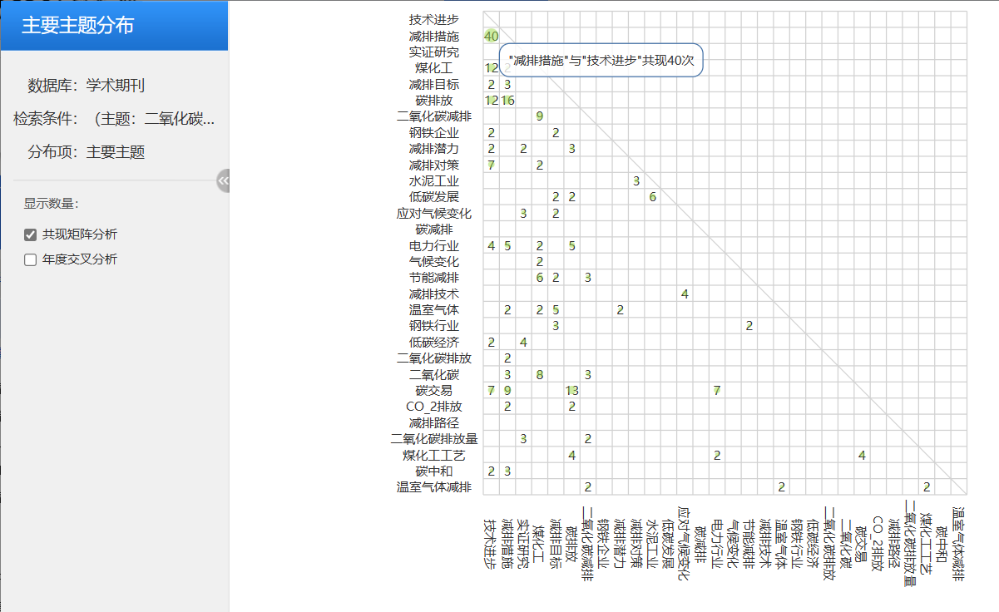 主要主题分布
数据库：学术期刊
检索条件：（主题：二氧化碳...
分布项：主要主题
显示数量：
共现矩阵分析
年度交叉分析
技术进步
减排措施 40
实证研究
"减排措施"与"技术进步"共现40次
煤化工 12 2
减排目标 2 3
碳排放 12 16
二氧化碳减排 9
钢铁企业 2 2
减排潜力 2 2 3
减排对策 7 2
水泥工业 3
低碳发展 2 2 6
应对气候变化 3 2
碳减排
电力行业 4 5 2 5
气候变化 2
节能减排 6 2 3
减排技术 4
温室气体 2 2 5 2
钢铁行业 3 2
低碳经济 2 4
二氧化碳排放 2
二氧化碳 3 8 3
碳交易 7 9 13 7
CO_2排放 2 2
减排路径
二氧化碳排放量 3 2
煤化工工艺 4 2 4
碳中和 2 3
温室气体减排 2 2 2
技术进步
减排措施
实证研究
煤化工
减排目标
碳排放
二氧化碳减排
钢铁企业
减排潜力
减排对策
水泥工业
低碳发展
应对气候变化
碳减排
电力行业
气候变化
节能减排
减排技术
温室气体
钢铁行业
低碳经济
二氧化碳排放
二氧化碳
碳交易
CO_2排放
减排路径
二氧化碳排放量
煤化工工艺
碳中和
温室气体减排